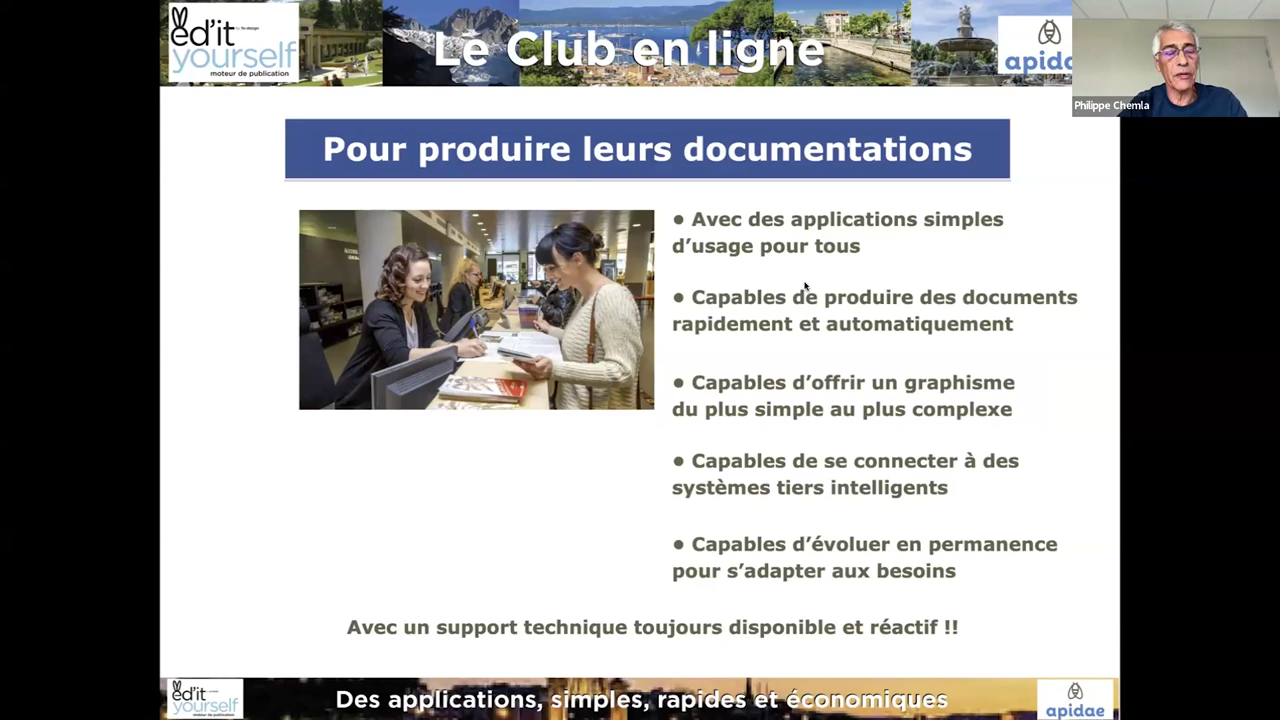 ed'it
yourself
moteur de publication
Le Club en ligne
apidae
Philippe Chemla
Pour produire leurs documentations
• Avec des applications simples
d’usage pour tous
• Capables de produire des documents
rapidement et automatiquement
• Capables d’offrir un graphisme
du plus simple au plus complexe
• Capables de se connecter à des
systèmes tiers intelligents
• Capables d’évoluer en permanence
pour s’adapter aux besoins
Avec un support technique toujours disponible et réactif !!
ed'it
yourself
moteur de publication
Des applications, simples, rapides et économiques
apidae